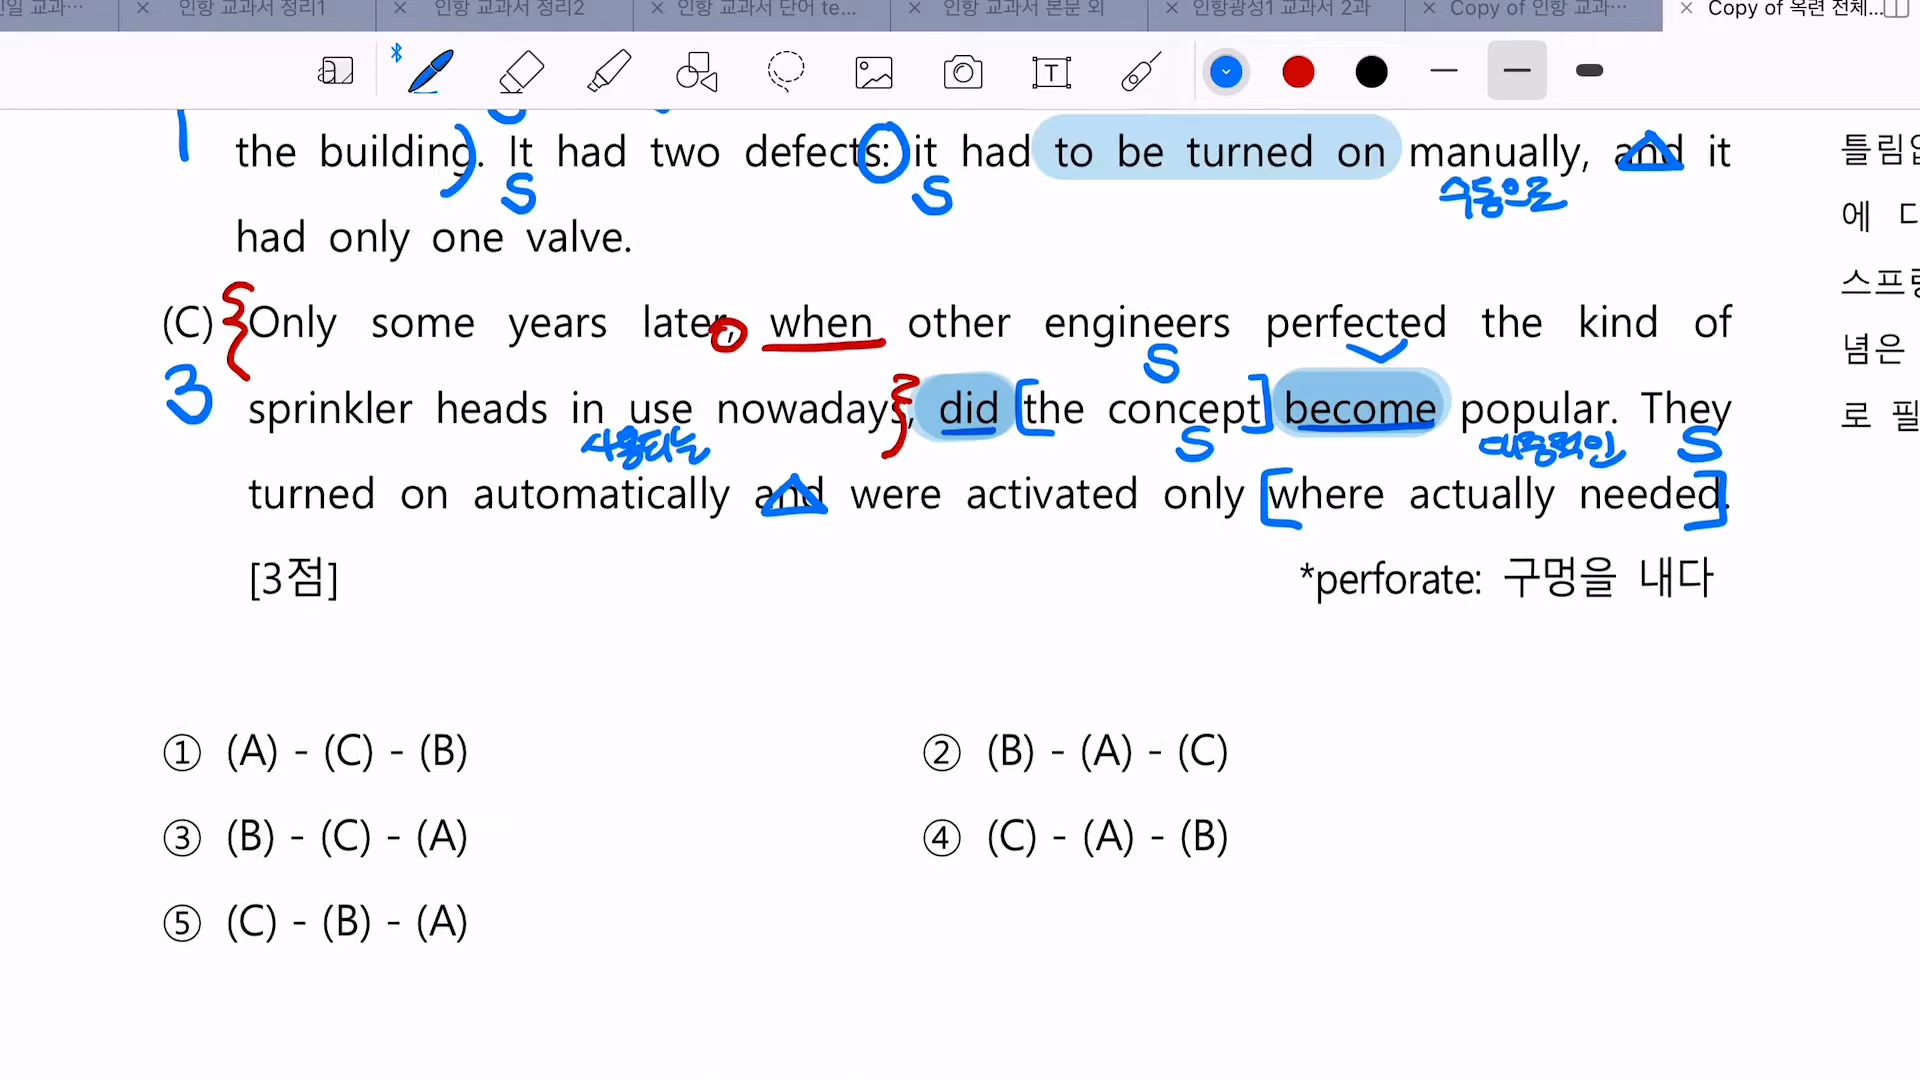 인항 교과서 정리1
인항 교과서 정리2
인항 교과서 단어 te...
인항 교과서 본문 외
인항광성1 교과서 2과
Copy of 인항 교과…
Copy of 옥련 전체...
the building. It had two defects: it had to be turned on manually, and it
S S 수동으로
had only one valve.
(C) Only some years later, when other engineers perfected the kind of
3 S
sprinkler heads in use nowadays, did the concept become popular. They
사용되는 S 대중적인 S
turned on automatically and were activated only where actually needed.
[3점] *perforate: 구멍을 내다
틀림
에
스프
념은
로 필
① (A) - (C) - (B) ② (B) - (A) - (C)
③ (B) - (C) - (A) ④ (C) - (A) - (B)
⑤ (C) - (B) - (A)